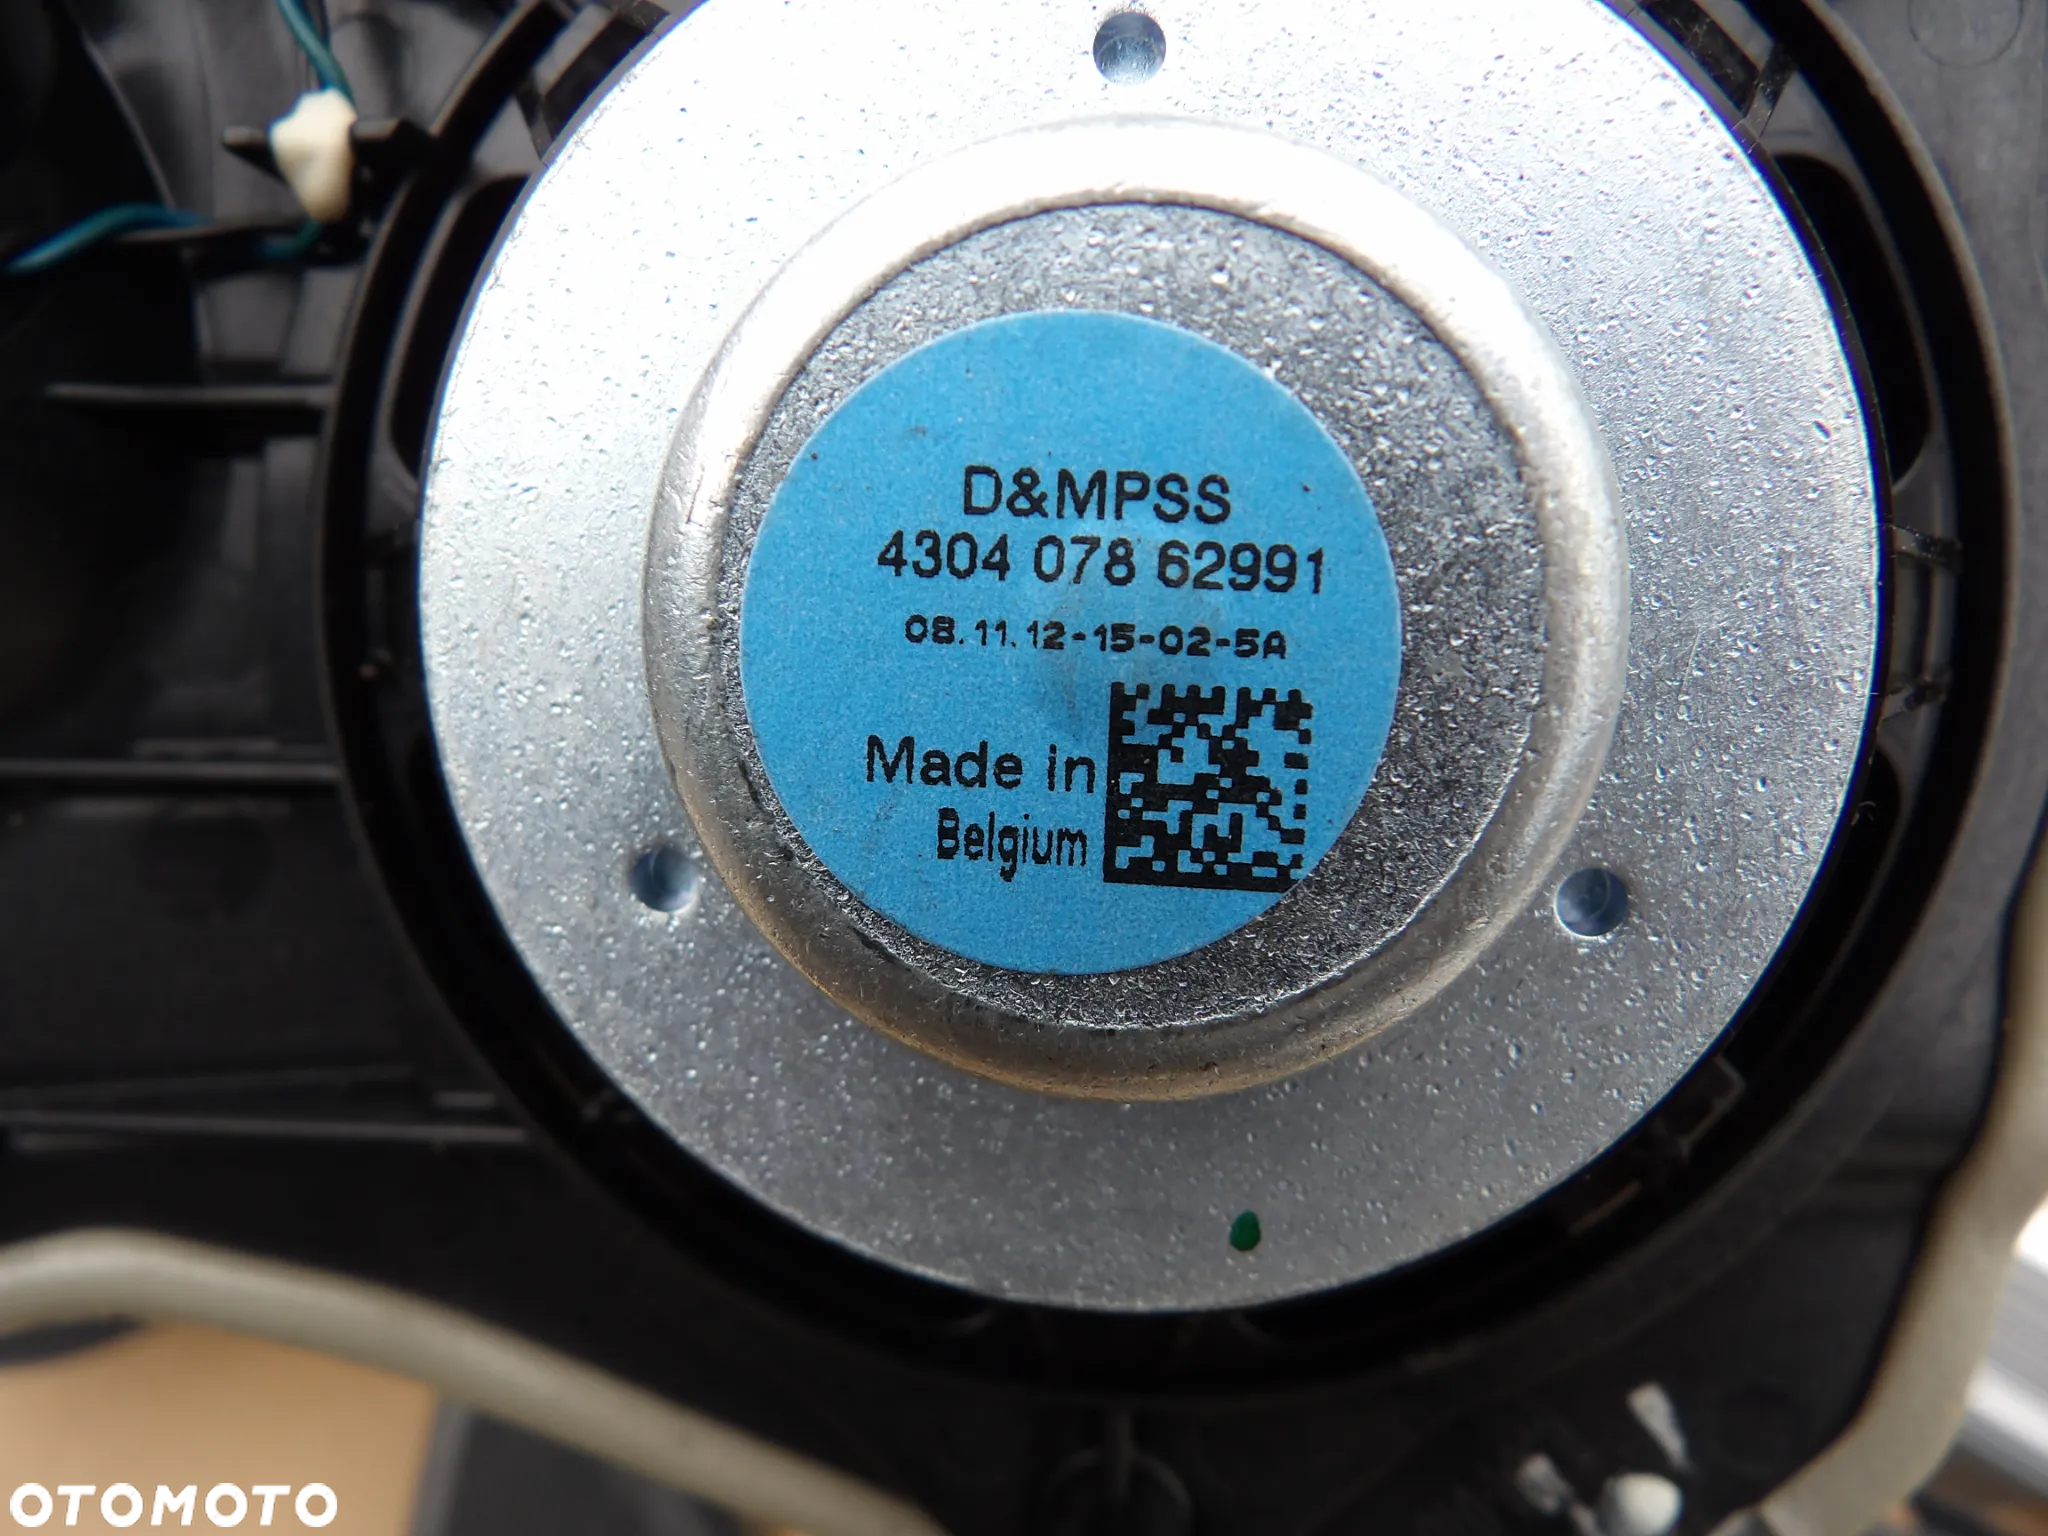 D&MPSS
4304 078 62991
08.11.12-15-02-5A
Made in
Belgium
OTOMOTO